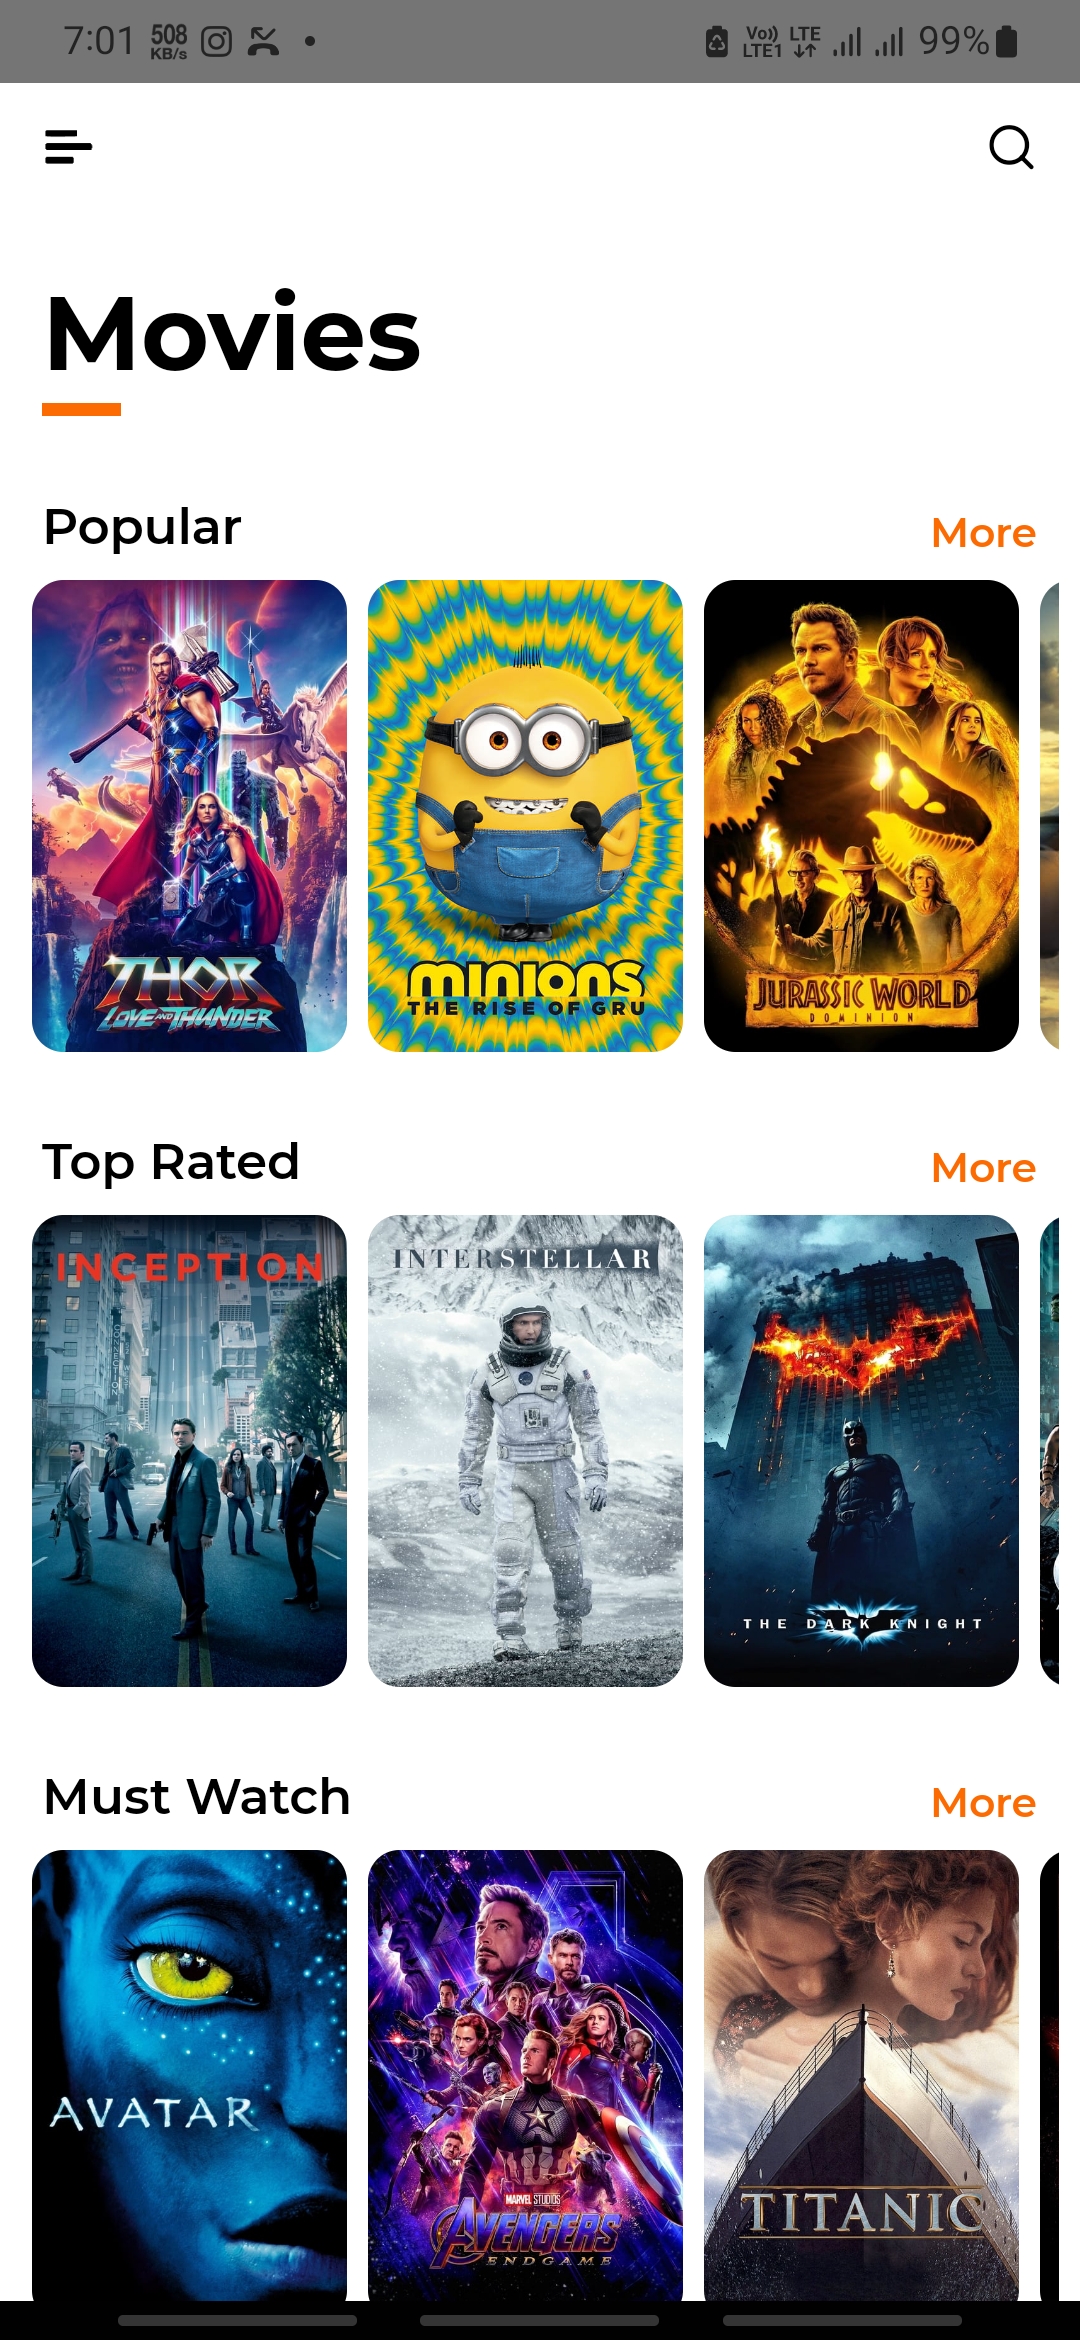 7:01 508 KB/s Vo)) LTE1 LTE 99%
Movies
Popular More
THOR
LOVE AND THUNDER
minions
THE RISE OF GRU
JURASSIC WORLD
DOMINION
Top Rated More
INCEPTION
INTERSTELLAR
THE DARK KNIGHT
Must Watch More
AVATAR
MARVEL STUDIOS
AVENGERS
ENDGAME
TITANIC